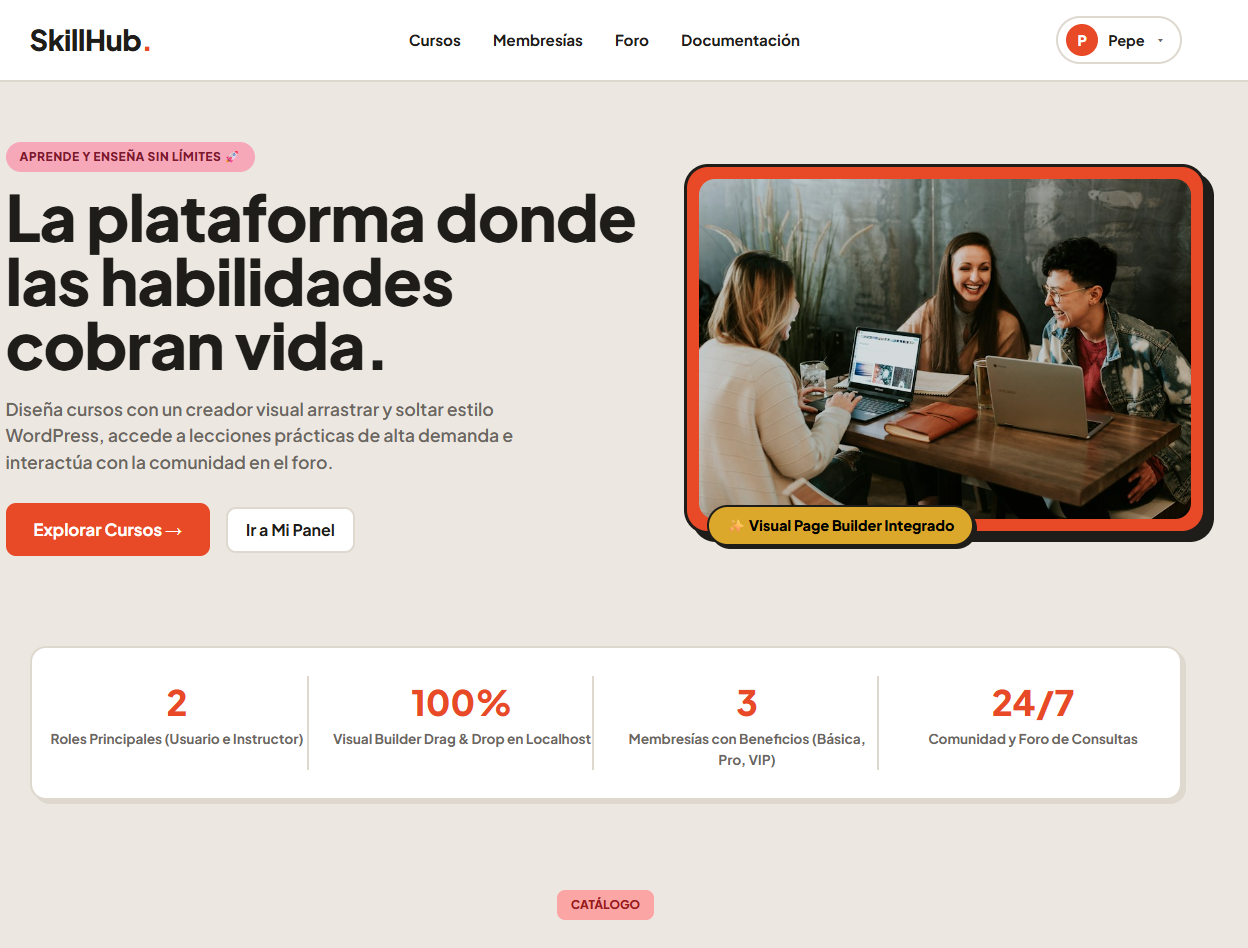 SkillHub.
Cursos
Membresías
Foro
Documentación
P
Pepe
APRENDE Y ENSEÑA SIN LÍMITES 🚀
La plataforma donde
las habilidades
cobran vida.
Diseña cursos con un creador visual arrastrar y soltar estilo
WordPress, accede a lecciones prácticas de alta demanda e
interactúa con la comunidad en el foro.
Explorar Cursos →
Ir a Mi Panel
✨ Visual Page Builder Integrado
2
Roles Principales (Usuario e Instructor)
100%
Visual Builder Drag & Drop en Localhost
3
Membresías con Beneficios (Básica,
Pro, VIP)
24/7
Comunidad y Foro de Consultas
CATÁLOGO